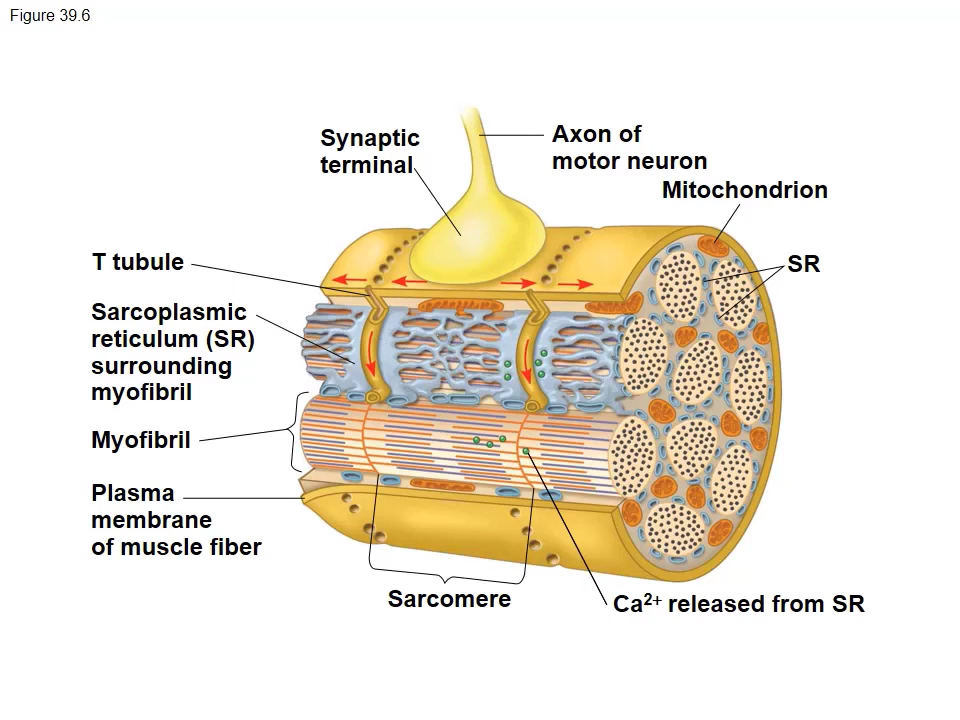 Figure 39.6
Synaptic
terminal
Axon of
motor neuron
Mitochondrion
T tubule
SR
Sarcoplasmic
reticulum (SR)
surrounding
myofibril
Myofibril
Plasma
membrane
of muscle fiber
Sarcomere
Ca²⁺ released from SR